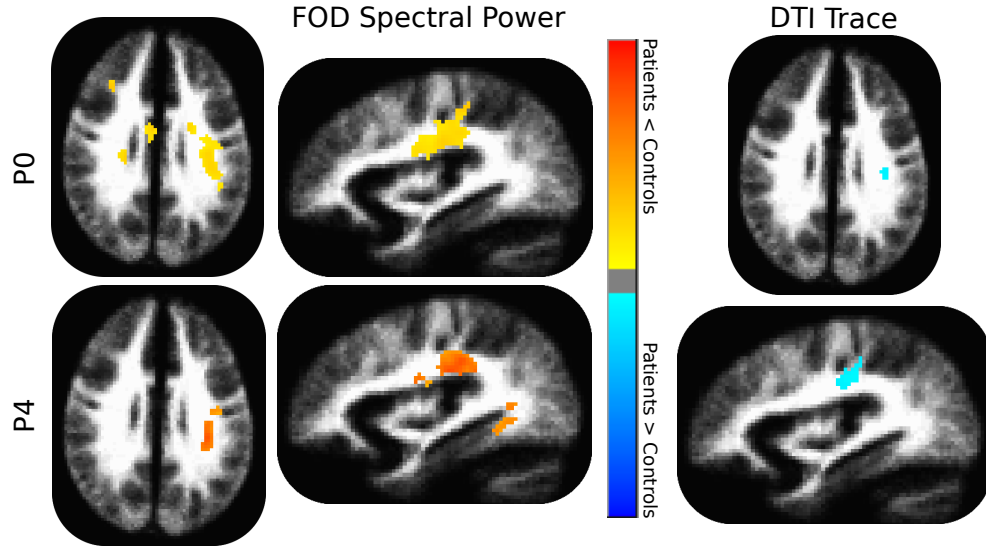 FOD Spectral Power
DTI Trace
P0
Patients < Controls
P4
Patients > Controls